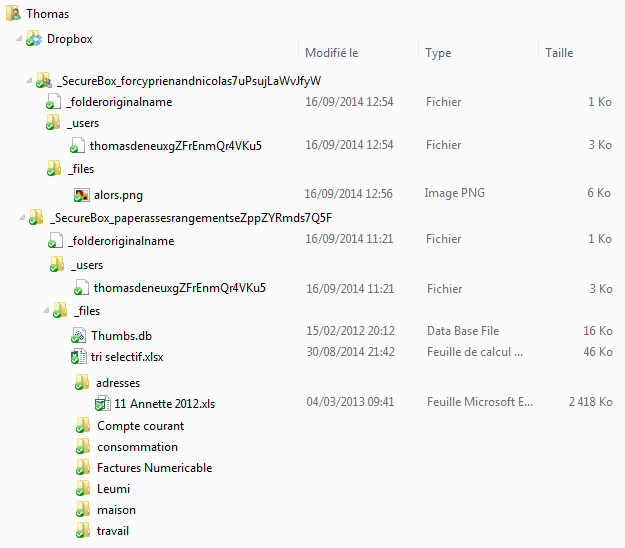 Thomas
Dropbox
Modifié le Type Taille
_SecureBox_forcyprienandnicolas7uPsujLaWvJfyW
_folderoriginalname 16/09/2014 12:54 Fichier 1 Ko
_users
thomasdeneuxgZFrEnmQr4VKu5 16/09/2014 12:54 Fichier 3 Ko
_files
alors.png 16/09/2014 12:56 Image PNG 6 Ko
_SecureBox_paperassesrangementseZppZYRmds7Q5F
_folderoriginalname 16/09/2014 11:21 Fichier 1 Ko
_users
thomasdeneuxgZFrEnmQr4VKu5 16/09/2014 11:21 Fichier 3 Ko
_files
Thumbs.db 15/02/2012 20:12 Data Base File 16 Ko
tri selectif.xlsx 30/08/2014 21:42 Feuille de calcul ... 46 Ko
adresses
11 Annette 2012.xls 04/03/2013 09:41 Feuille Microsoft E... 2 418 Ko
Compte courant
consommation
Factures Numericable
Leumi
maison
travail